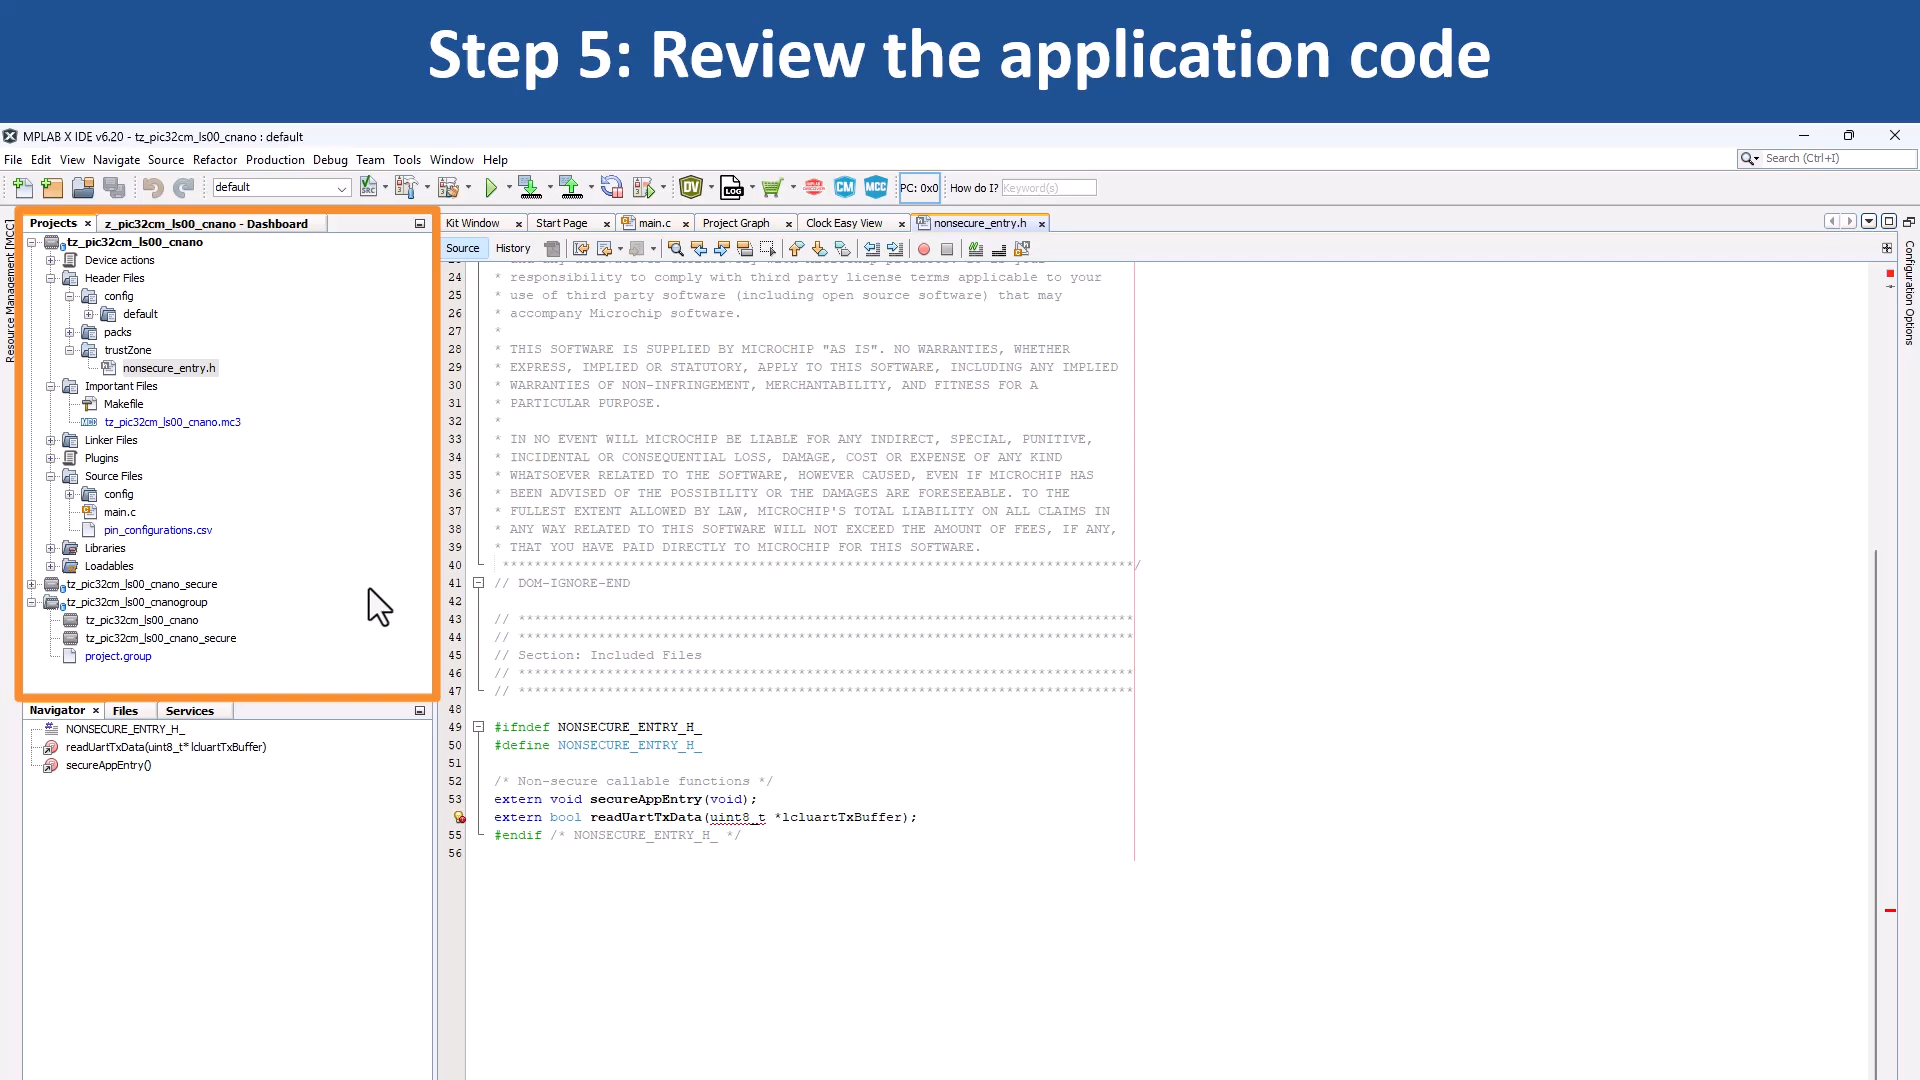 Step 5: Review the application code
MPLAB X IDE v6.20 - tz_pic32cm_ls00_cnano : default
File Edit View Navigate Source Refactor Production Debug Team Tools Window Help
Search (Ctrl+I)
default
SRC
DV
LOG
CM
MCC
PC: 0x0
How do I?
Keyword(s)
Resource Management [MCC]
Projects
z_pic32cm_ls00_cnano - Dashboard
tz_pic32cm_ls00_cnano
Device actions
Header Files
config
default
packs
trustZone
nonsecure_entry.h
Important Files
Makefile
tz_pic32cm_ls00_cnano.mc3
Linker Files
Plugins
Source Files
config
main.c
pin_configurations.csv
Libraries
Loadables
tz_pic32cm_ls00_cnano_secure
tz_pic32cm_ls00_cnanogroup
tz_pic32cm_ls00_cnano
tz_pic32cm_ls00_cnano_secure
project.group
Navigator Files Services
NONSECURE_ENTRY_H_
readUartTxData(uint8_t* lcluartTxBuffer)
secureAppEntry()
Kit Window Start Page main.c Project Graph Clock Easy View nonsecure_entry.h
Source History
24 * responsibility to comply with third party license terms applicable to your
25 * use of third party software (including open source software) that may
26 * accompany Microchip software.
27 *
28 * THIS SOFTWARE IS SUPPLIED BY MICROCHIP "AS IS". NO WARRANTIES, WHETHER
29 * EXPRESS, IMPLIED OR STATUTORY, APPLY TO THIS SOFTWARE, INCLUDING ANY IMPLIED
30 * WARRANTIES OF NON-INFRINGEMENT, MERCHANTABILITY, AND FITNESS FOR A
31 * PARTICULAR PURPOSE.
32 *
33 * IN NO EVENT WILL MICROCHIP BE LIABLE FOR ANY INDIRECT, SPECIAL, PUNITIVE,
34 * INCIDENTAL OR CONSEQUENTIAL LOSS, DAMAGE, COST OR EXPENSE OF ANY KIND
35 * WHATSOEVER RELATED TO THE SOFTWARE, HOWEVER CAUSED, EVEN IF MICROCHIP HAS
36 * BEEN ADVISED OF THE POSSIBILITY OR THE DAMAGES ARE FORESEEABLE. TO THE
37 * FULLEST EXTENT ALLOWED BY LAW, MICROCHIP'S TOTAL LIABILITY ON ALL CLAIMS IN
38 * ANY WAY RELATED TO THIS SOFTWARE WILL NOT EXCEED THE AMOUNT OF FEES, IF ANY,
39 * THAT YOU HAVE PAID DIRECTLY TO MICROCHIP FOR THIS SOFTWARE.
40 *******************************************************************************/
41 // DOM-IGNORE-END
42
43 // *****************************************************************************
44 // *****************************************************************************
45 // Section: Included Files
46 // *****************************************************************************
47 // *****************************************************************************
48
49 #ifndef NONSECURE_ENTRY_H_
50 #define NONSECURE_ENTRY_H_
51
52 /* Non-secure callable functions */
53 extern void secureAppEntry(void);
extern bool readUartTxData(uint8_t *lcluartTxBuffer);
55 #endif /* NONSECURE_ENTRY_H_ */
56
Configuration Options